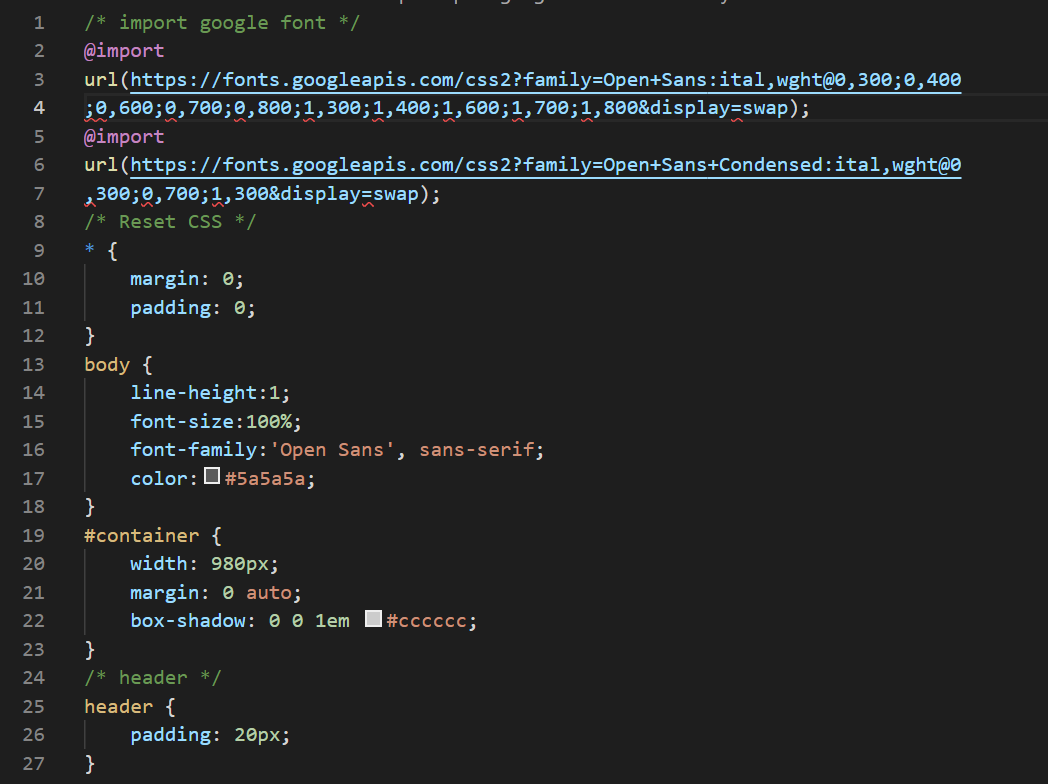 1 /* import google font */
2 @import
3 url(https://fonts.googleapis.com/css2?family=Open+Sans:ital,wght@0,300;0,400
4 ;0,600;0,700;0,800;1,300;1,400;1,600;1,700;1,800&display=swap);
5 @import
6 url(https://fonts.googleapis.com/css2?family=Open+Sans+Condensed:ital,wght@0
7 ,300;0,700;1,300&display=swap);
8 /* Reset CSS */
9 * {
10     margin: 0;
11     padding: 0;
12 }
13 body {
14     line-height:1;
15     font-size:100%;
16     font-family:'Open Sans', sans-serif;
17     color: #5a5a5a;
18 }
19 #container {
20     width: 980px;
21     margin: 0 auto;
22     box-shadow: 0 0 1em #cccccc;
23 }
24 /* header */
25 header {
26     padding: 20px;
27 }